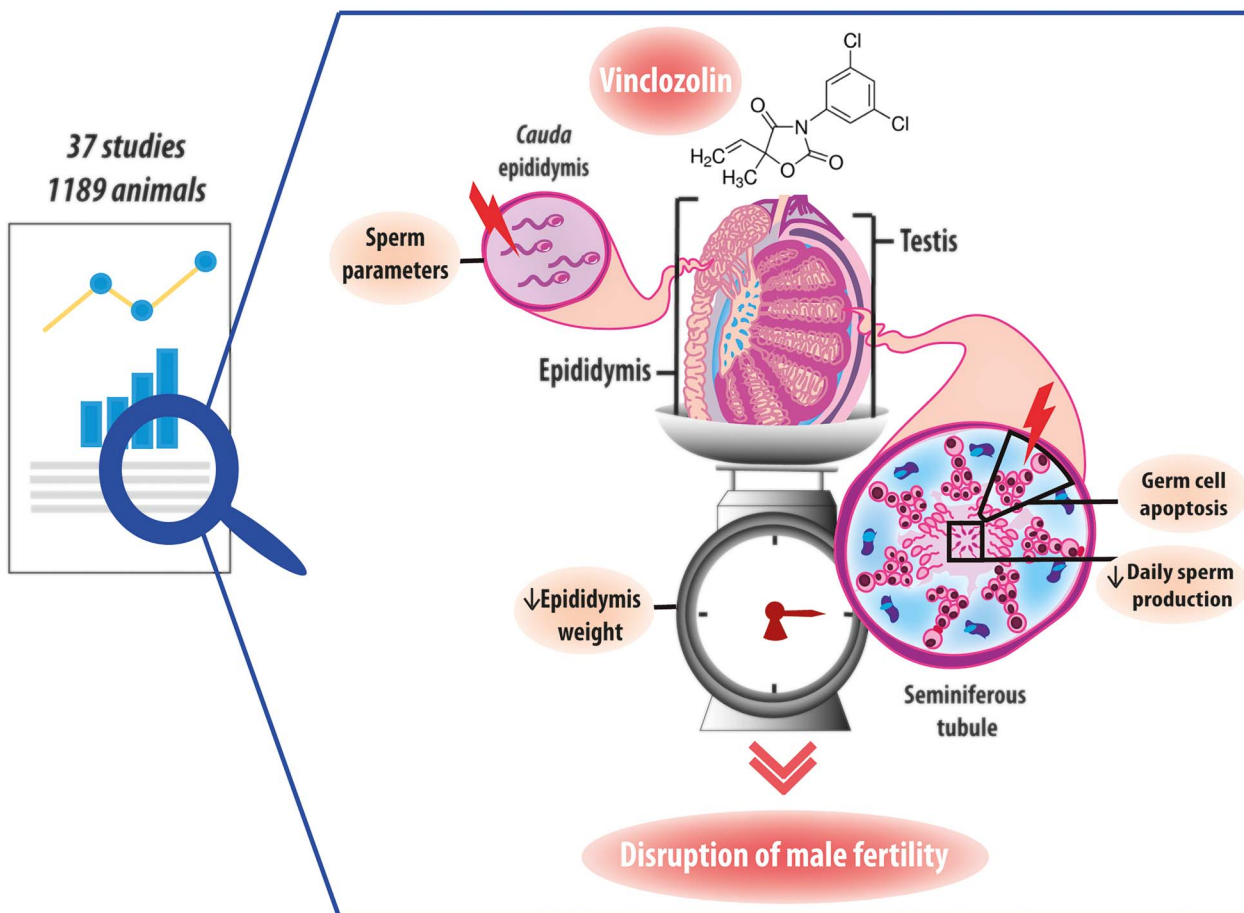 37 studies
1189 animals
Vinclozolin
Cl
Cl
O
N
O
O
H₂C
H₃C
Cauda
epididymis
Sperm
parameters
Testis
Epididymis
Germ cell
apoptosis
↓Daily sperm
production
↓Epididymis
weight
Seminiferous
tubule
Disruption of male fertility